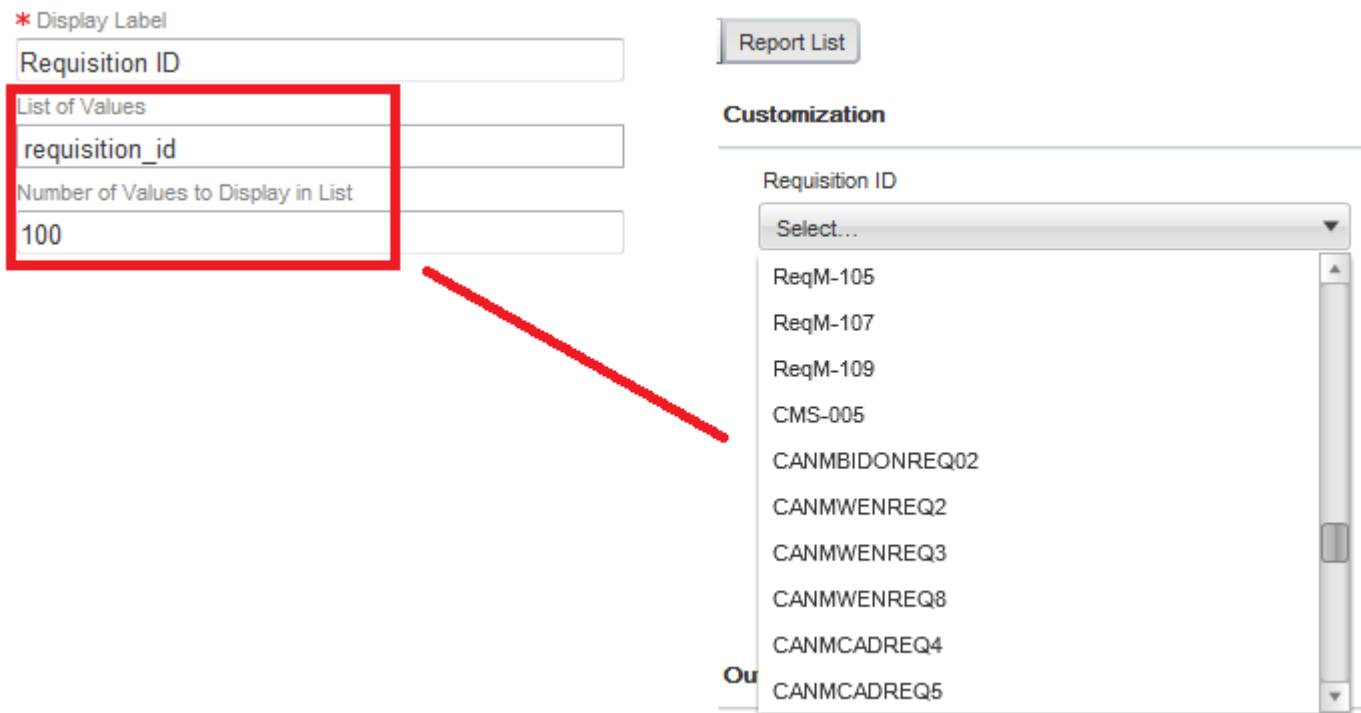 * Display Label
Requisition ID
List of Values
requisition_id
Number of Values to Display in List
100
Report List
Customization
Requisition ID
Select...
ReqM-105
ReqM-107
ReqM-109
CMS-005
CANMBIDONREQ02
CANMWENREQ2
CANMWENREQ3
CANMWENREQ8
CANMCADREQ4
Ou
CANMCADREQ5